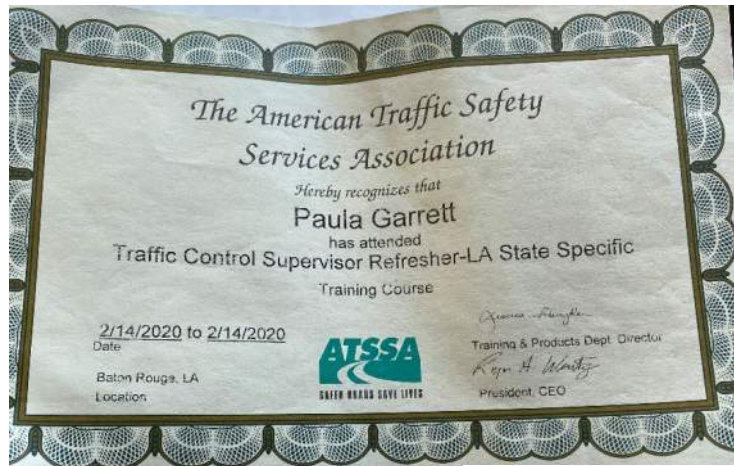 The American Traffic Safety
Services Association
Hereby recognizes that
Paula Garrett
has attended
Traffic Control Supervisor Refresher-LA State Specific
Training Course
2/14/2020 to 2/14/2020
Date
Baton Rouge, LA
Location
ATSSA
SAFER ROADS SAVE LIVES
Training & Products Dept. Director
President, CEO